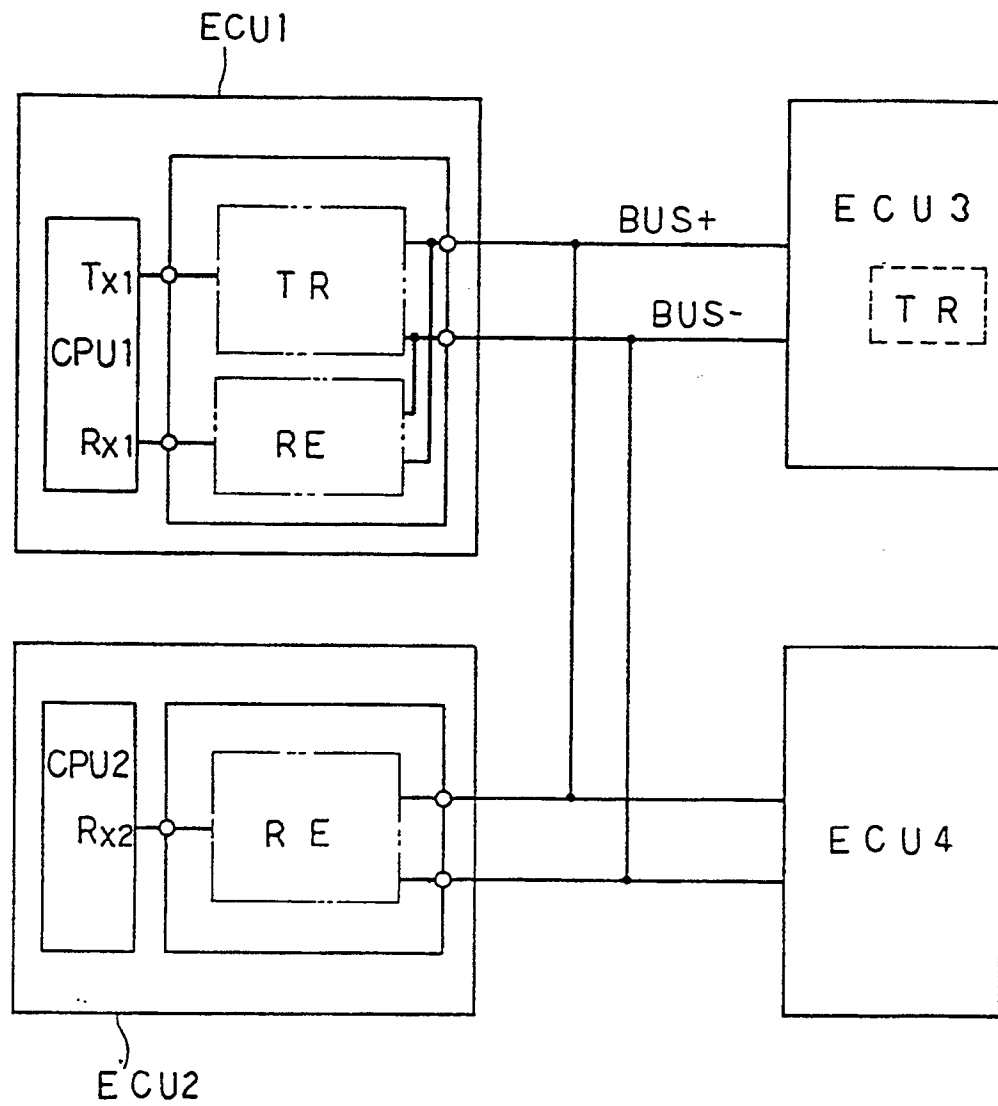 ECU1
BUS+
ECU3
Tx1
TR
TR
BUS-
CPU1
Rx1
RE
CPU2
Rx2
RE
ECU4
ECU2